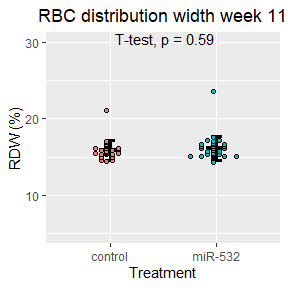 RBC distribution width week 11
T-test, p = 0.59
30
20
10
RDW (%)
control
miR-532
Treatment